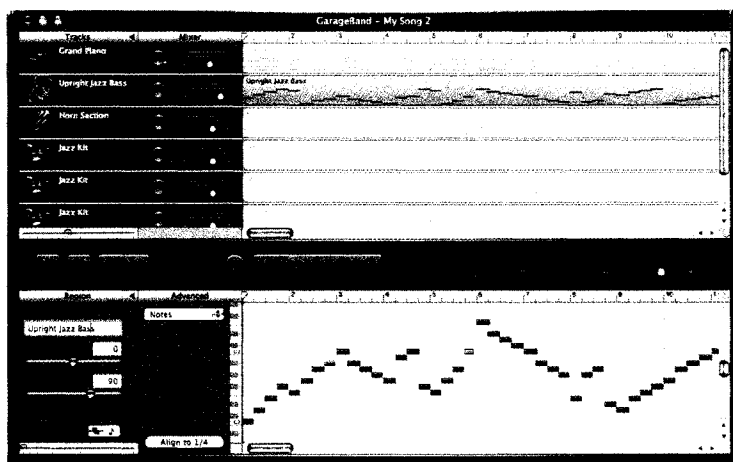 GarageBand - My Song 2
Tracks Mixer
Grand Piano
Upright Jazz Bass
Upright Jazz Bass
Horn Section
Jazz Kit
Jazz Kit
Jazz Kit
Region Advanced
Notes
Upright Jazz Bass
0
90
Align to 1/4